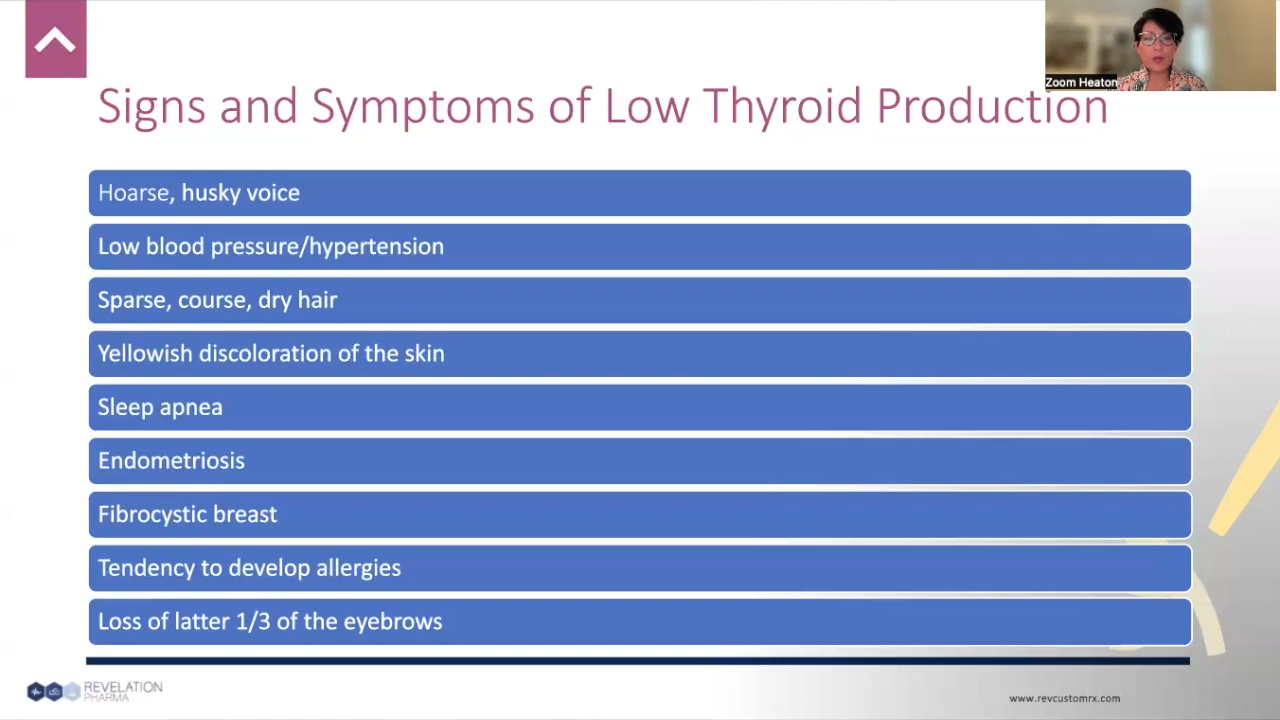 Zoom Heaton
Signs and Symptoms of Low Thyroid Production
Hoarse, husky voice
Low blood pressure/hypertension
Sparse, course, dry hair
Yellowish discoloration of the skin
Sleep apnea
Endometriosis
Fibrocystic breast
Tendency to develop allergies
Loss of latter 1/3 of the eyebrows
REVELATION
PHARMA
www.revcustomrx.com